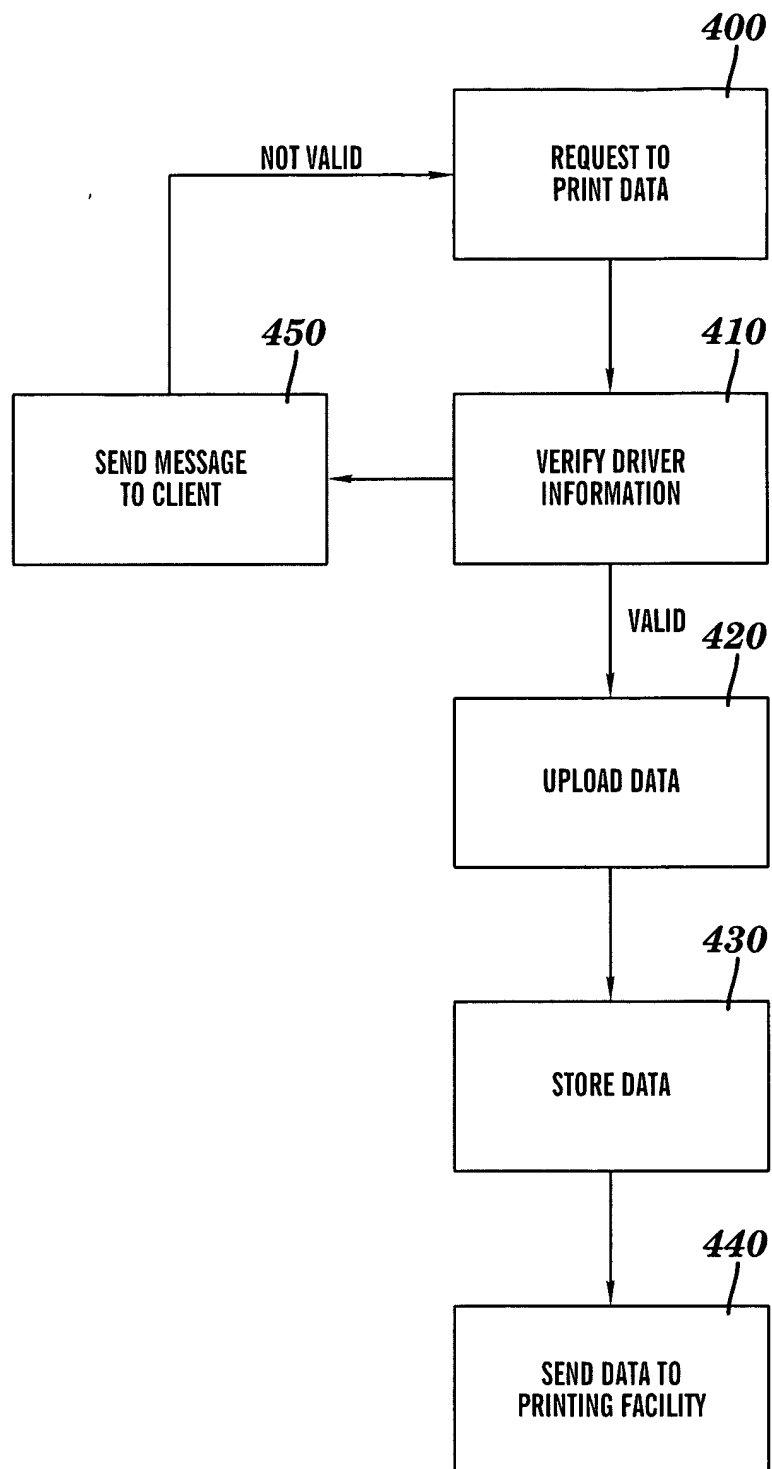 400
REQUEST TO
PRINT DATA
NOT VALID
410
VERIFY DRIVER
INFORMATION
450
SEND MESSAGE
TO CLIENT
VALID
420
UPLOAD DATA
430
STORE DATA
440
SEND DATA TO
PRINTING FACILITY